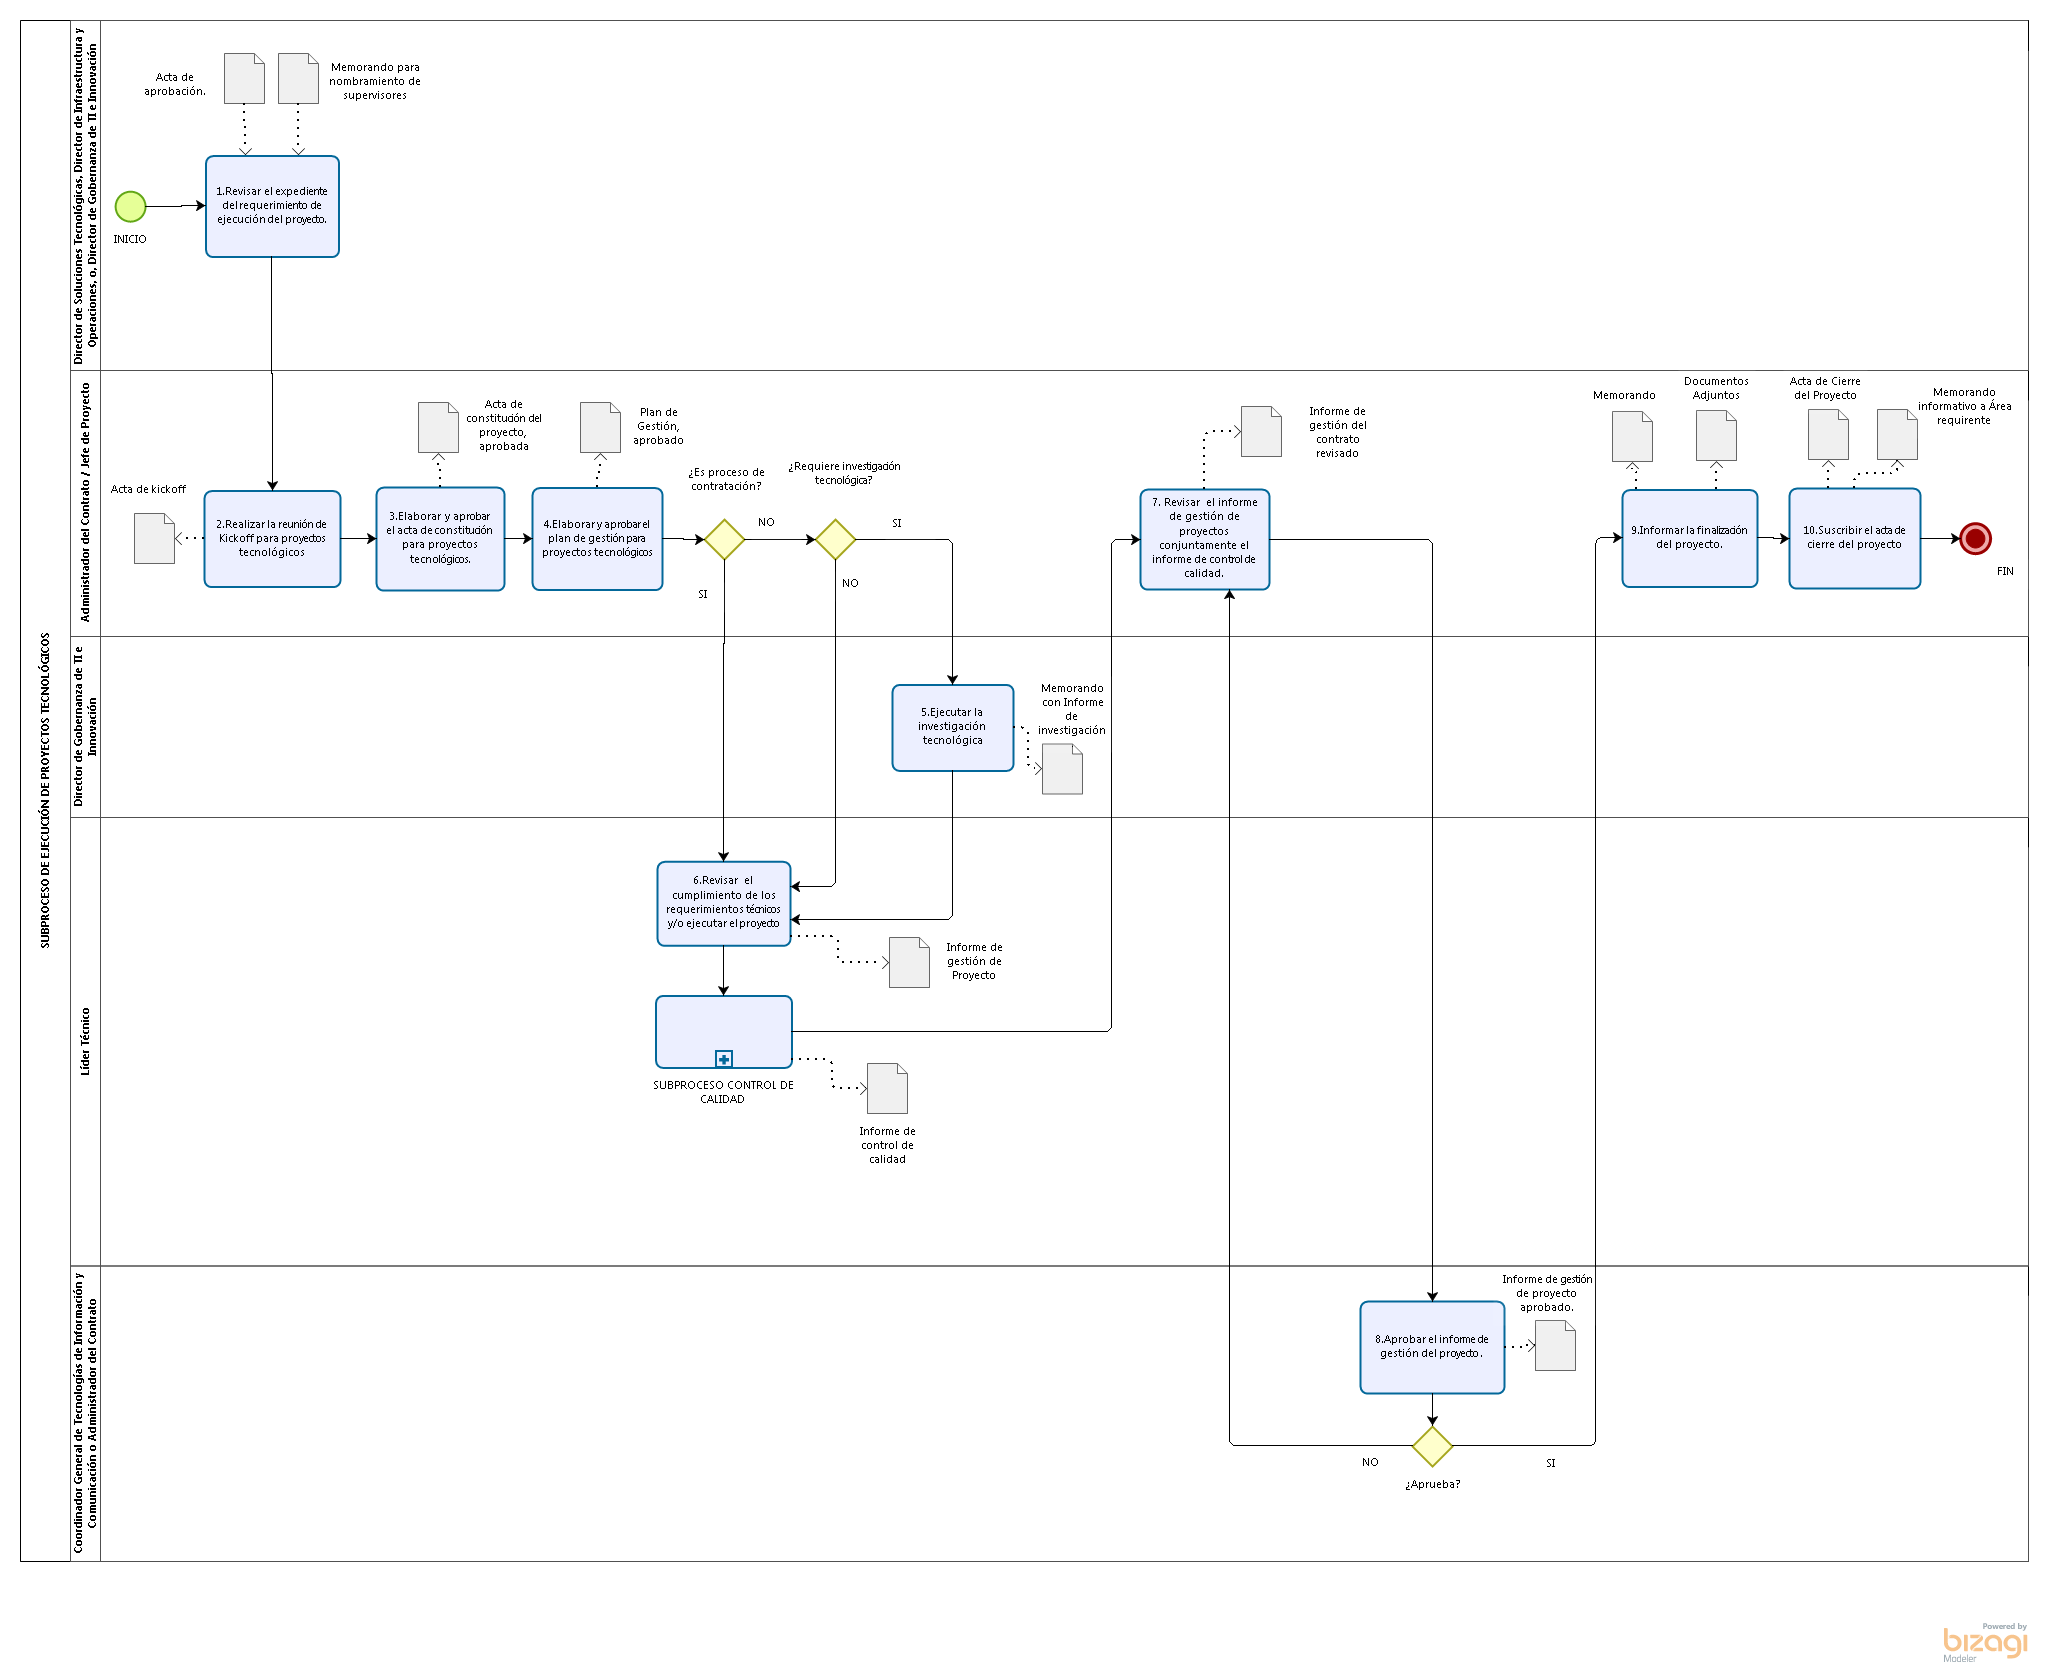 SUBPROCESO DE EJECUCIÓN DE PROYECTOS TECNOLÓGICOS
Director de Soluciones Tecnológicas, Director de Infraestructura y
Operaciones, o, Director de Gobernanza de TI e Innovación
Acta de
aprobación.
Memorando para
nombramiento de
supervisores
INICIO
1.Revisar el expediente
del requerimiento de
ejecución del proyecto.
Administrador del Contrato / Jefe de Proyecto
Acta de kickoff
2.Realizar la reunión de
Kickoff para proyectos
tecnológicos
Acta de
constitución del
proyecto,
aprobada
3.Elaborar y aprobar
el acta de constitución
para proyectos
tecnológicos.
Plan de
Gestión,
aprobado
4.Elaborar y aprobar el
plan de gestión para
proyectos tecnológicos
¿Es proceso de
contratación?
NO
SI
¿Requiere investigación
tecnológica?
SI
NO
Informe de
gestión del
contrato
revisado
7. Revisar el informe
de gestión de
proyectos
conjuntamente el
informe de control de
calidad.
Memorando
Documentos
Adjuntos
9.Informar la finalización
del proyecto.
Acta de Cierre
del Proyecto
Memorando
informativo a Área
requirente
10.Suscribir el acta de
cierre del proyecto
FIN
Director de Gobernanza de TI e
Innovación
5.Ejecutar la
investigación
tecnológica
Memorando
con Informe
de
investigación
Líder Técnico
6.Revisar el
cumplimiento de los
requerimientos técnicos
y/o ejecutar el proyecto
Informe de
gestión de
Proyecto
SUBPROCESO CONTROL DE
CALIDAD
Informe de
control de
calidad
Coordinador General de Tecnologías de Información y
Comunicación o Administrador del Contrato
Informe de gestión
de proyecto
aprobado.
8.Aprobar el informe de
gestión del proyecto.
NO
SI
¿Aprueba?
Powered by
bizagi
Modeler